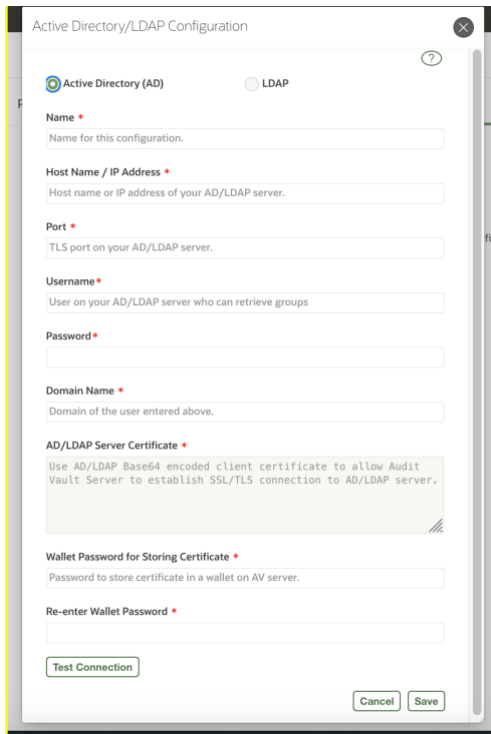 Active Directory/LDAP Configuration
?
Active Directory (AD)
LDAP
Name *
Name for this configuration.
Host Name / IP Address *
Host name or IP address of your AD/LDAP server.
Port *
TLS port on your AD/LDAP server.
Username*
User on your AD/LDAP server who can retrieve groups
Password*
Domain Name *
Domain of the user entered above.
AD/LDAP Server Certificate *
Use AD/LDAP Base64 encoded client certificate to allow Audit
Vault Server to establish SSL/TLS connection to AD/LDAP server.
Wallet Password for Storing Certificate *
Password to store certificate in a wallet on AV server.
Re-enter Wallet Password *
Test Connection
Cancel
Save